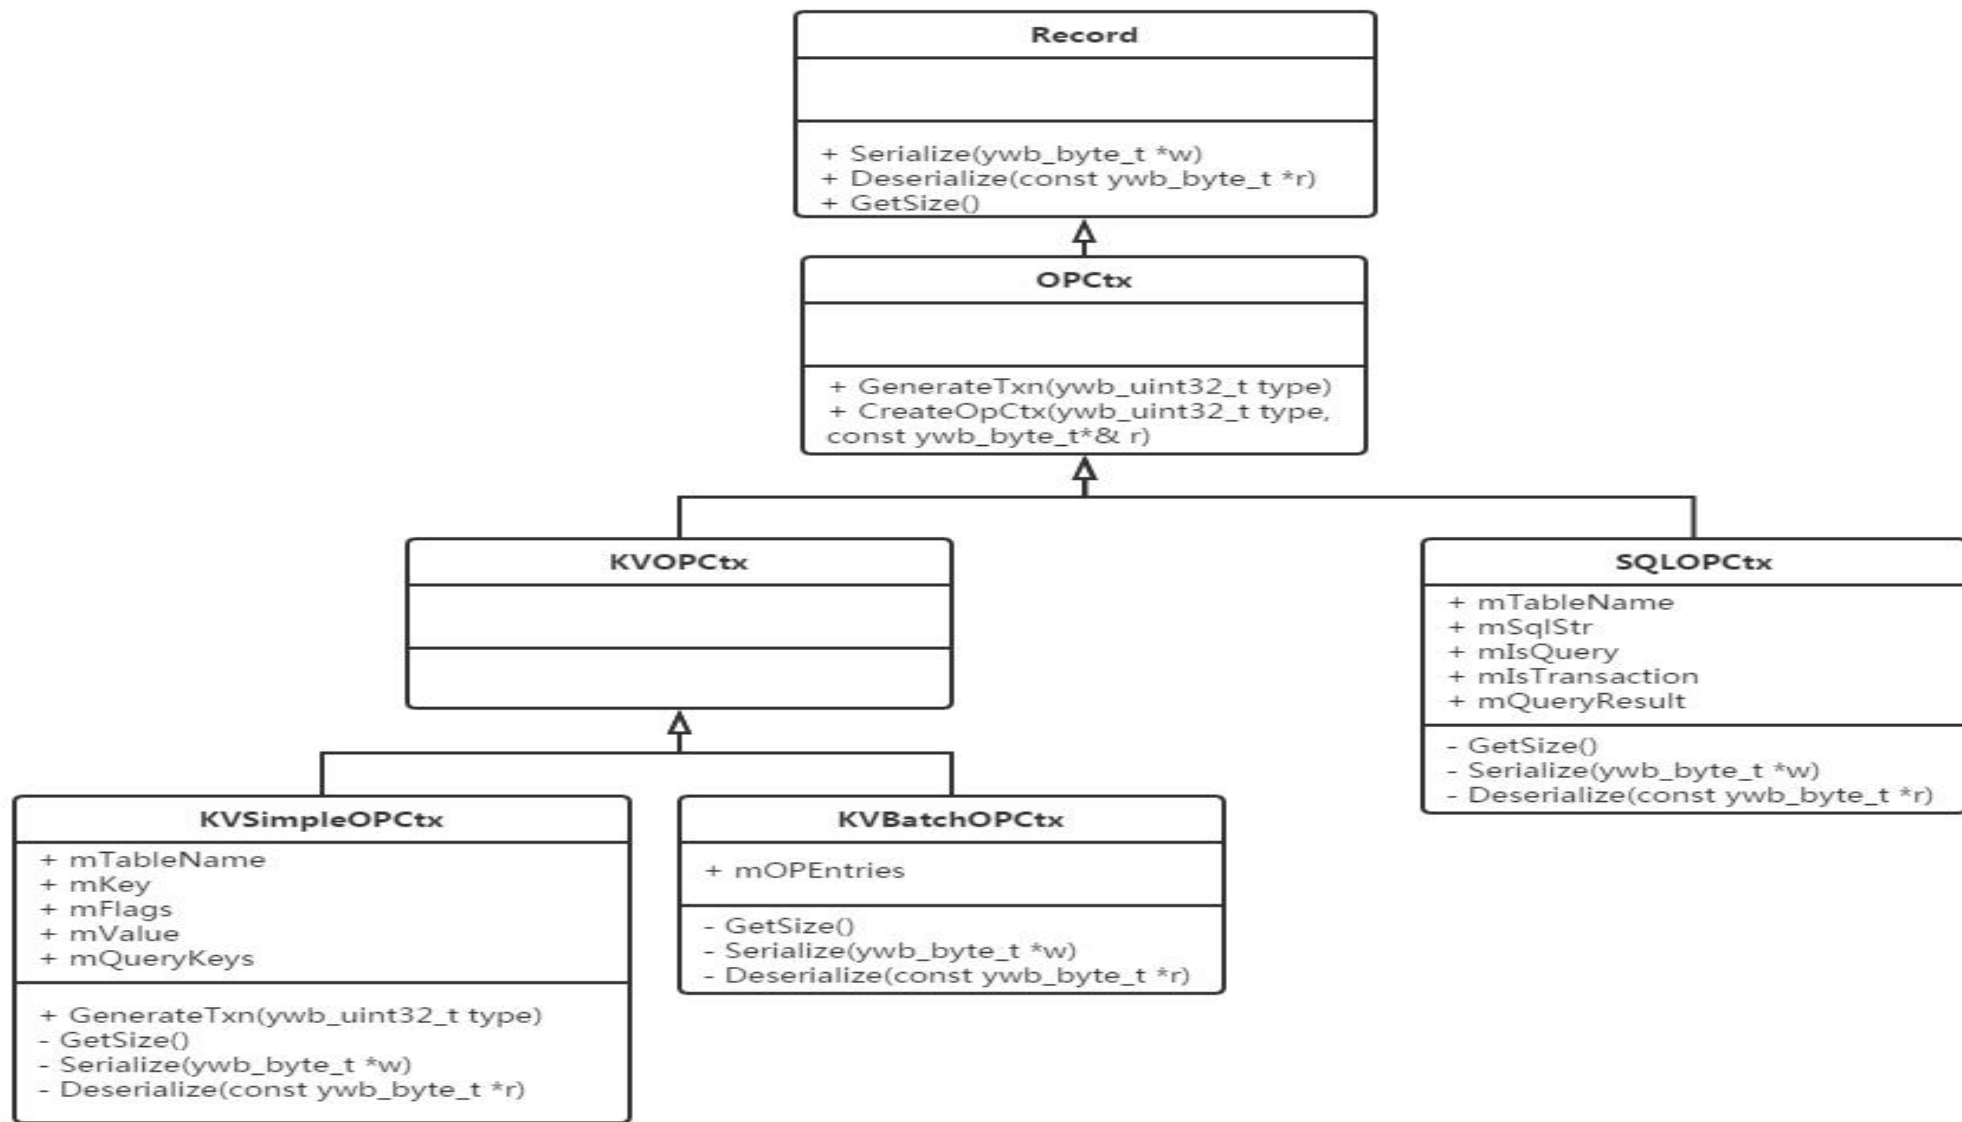 Record
+ Serialize(ywb_byte_t *w)
+ Deserialize(const ywb_byte_t *r)
+ GetSize()
OPCtx
+ GenerateTxn(ywb_uint32_t type)
+ CreateOpCtx(ywb_uint32_t type,
const ywb_byte_t*& r)
KVOPCtx
SQLOPCtx
+ mTableName
+ mSqlStr
+ mIsQuery
+ mIsTransaction
+ mQueryResult
- GetSize()
- Serialize(ywb_byte_t *w)
- Deserialize(const ywb_byte_t *r)
KVSimpleOPCtx
+ mTableName
+ mKey
+ mFlags
+ mValue
+ mQueryKeys
+ GenerateTxn(ywb_uint32_t type)
- GetSize()
- Serialize(ywb_byte_t *w)
- Deserialize(const ywb_byte_t *r)
KVBatchOPCtx
+ mOPEntries
- GetSize()
- Serialize(ywb_byte_t *w)
- Deserialize(const ywb_byte_t *r)